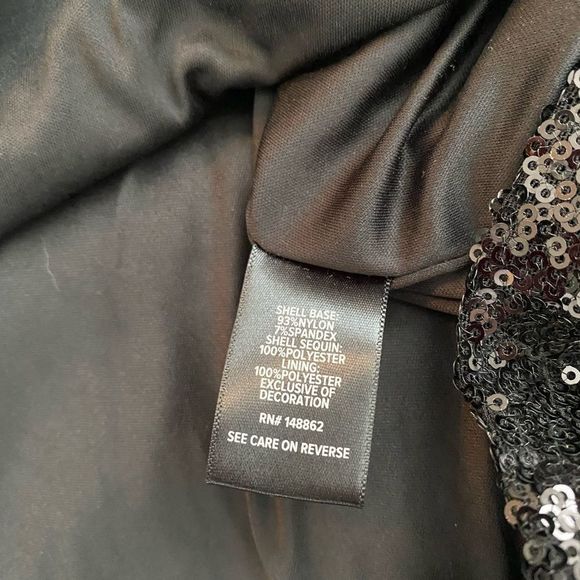 SHELL BASE:
93%NYLON
7%SPANDEX
SHELL SEQUIN:
100%POLYESTER
LINING:
100%POLYESTER
EXCLUSIVE OF
DECORATION
RN# 148862
SEE CARE ON REVERSE